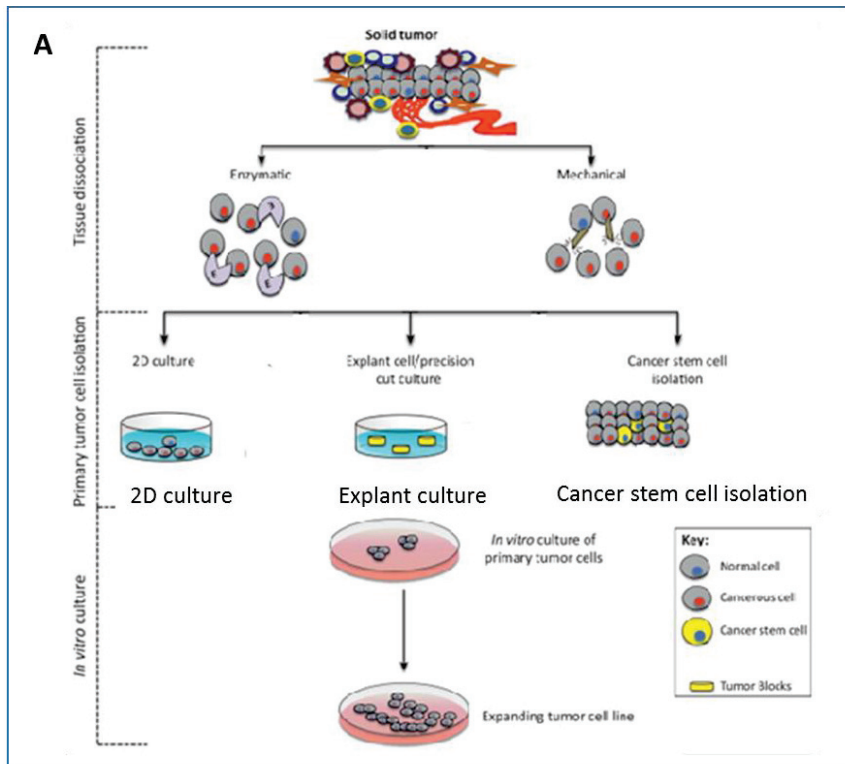 A
Solid tumor
Tissue dissociation
Enzymatic
Mechanical
Primary tumor cell isolation
2D culture
Explant cell/precision
cut culture
Cancer stem cell
isolation
2D culture
Explant culture
Cancer stem cell isolation
In vitro culture
In vitro culture of
primary tumor cells
Expanding tumor cell line
Key:
Normal cell
Cancerous cell
Cancer stem cell
Tumor Blocks